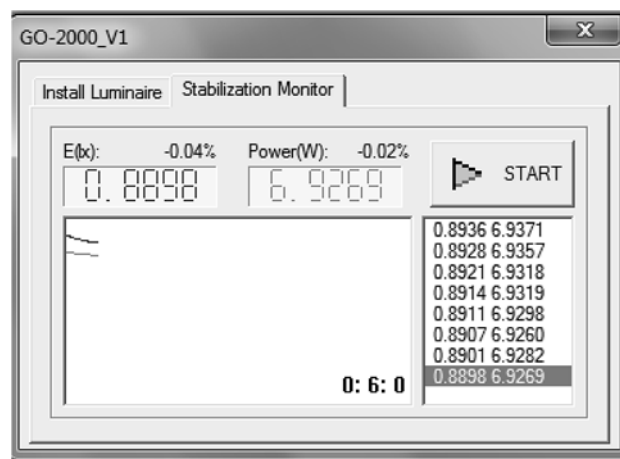 GO-2000_V1
Install Luminaire Stabilization Monitor
E(lx): -0.04% Power(W): -0.02%
0.8898 6.9269 START
0.8936 6.9371
0.8928 6.9357
0.8921 6.9318
0.8914 6.9319
0.8911 6.9298
0.8907 6.9260
0.8901 6.9282
0.8898 6.9269
0: 6: 0